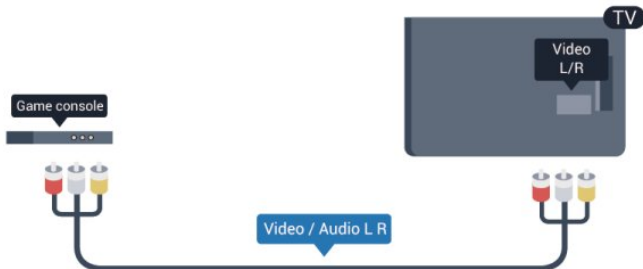 TV
Video
L/R
Game console
Video / Audio L R